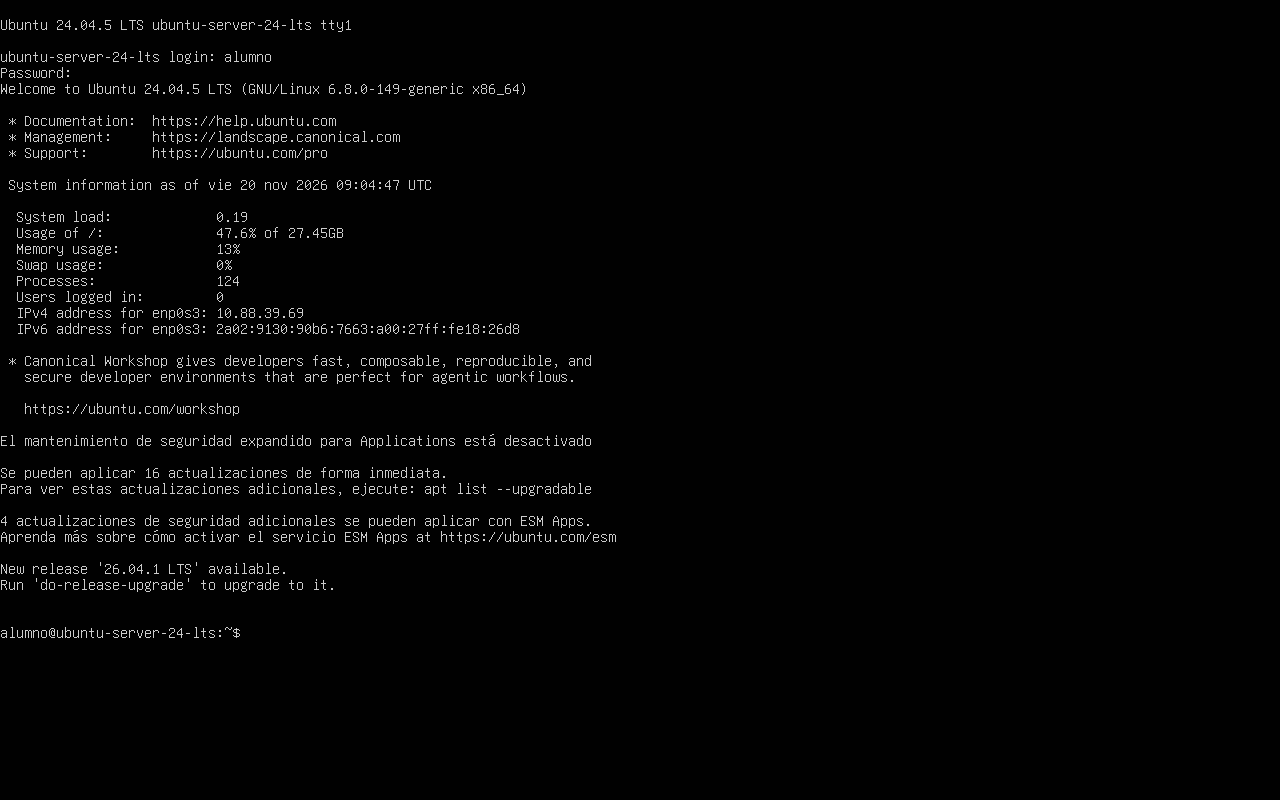 Ubuntu 24.04.5 LTS ubuntu-server-24-lts tty1
ubuntu-server-24-lts login: alumno
Password:
Welcome to Ubuntu 24.04.5 LTS (GNU/Linux 6.8.0-149-generic x86_64)
* Documentation:  https://help.ubuntu.com
* Management:     https://landscape.canonical.com
* Support:        https://ubuntu.com/pro
System information as of vie 20 nov 2026 09:04:47 UTC
System load:             0.19
Usage of /:              47.6% of 27.45GB
Memory usage:            13%
Swap usage:              0%
Processes:               124
Users logged in:         0
IPv4 address for enp0s3: 10.88.39.69
IPv6 address for enp0s3: 2a02:9130:90b6:7663:a00:27ff:fe18:26d8
* Canonical Workshop gives developers fast, composable, reproducible, and
secure developer environments that are perfect for agentic workflows.
https://ubuntu.com/workshop
El mantenimiento de seguridad expandido para Applications está desactivado
Se pueden aplicar 16 actualizaciones de forma inmediata.
Para ver estas actualizaciones adicionales, ejecute: apt list --upgradable
4 actualizaciones de seguridad adicionales se pueden aplicar con ESM Apps.
Aprenda más sobre cómo activar el servicio ESM Apps at https://ubuntu.com/esm
New release '26.04.1 LTS' available.
Run 'do-release-upgrade' to upgrade to it.
alumno@ubuntu-server-24-lts:~$